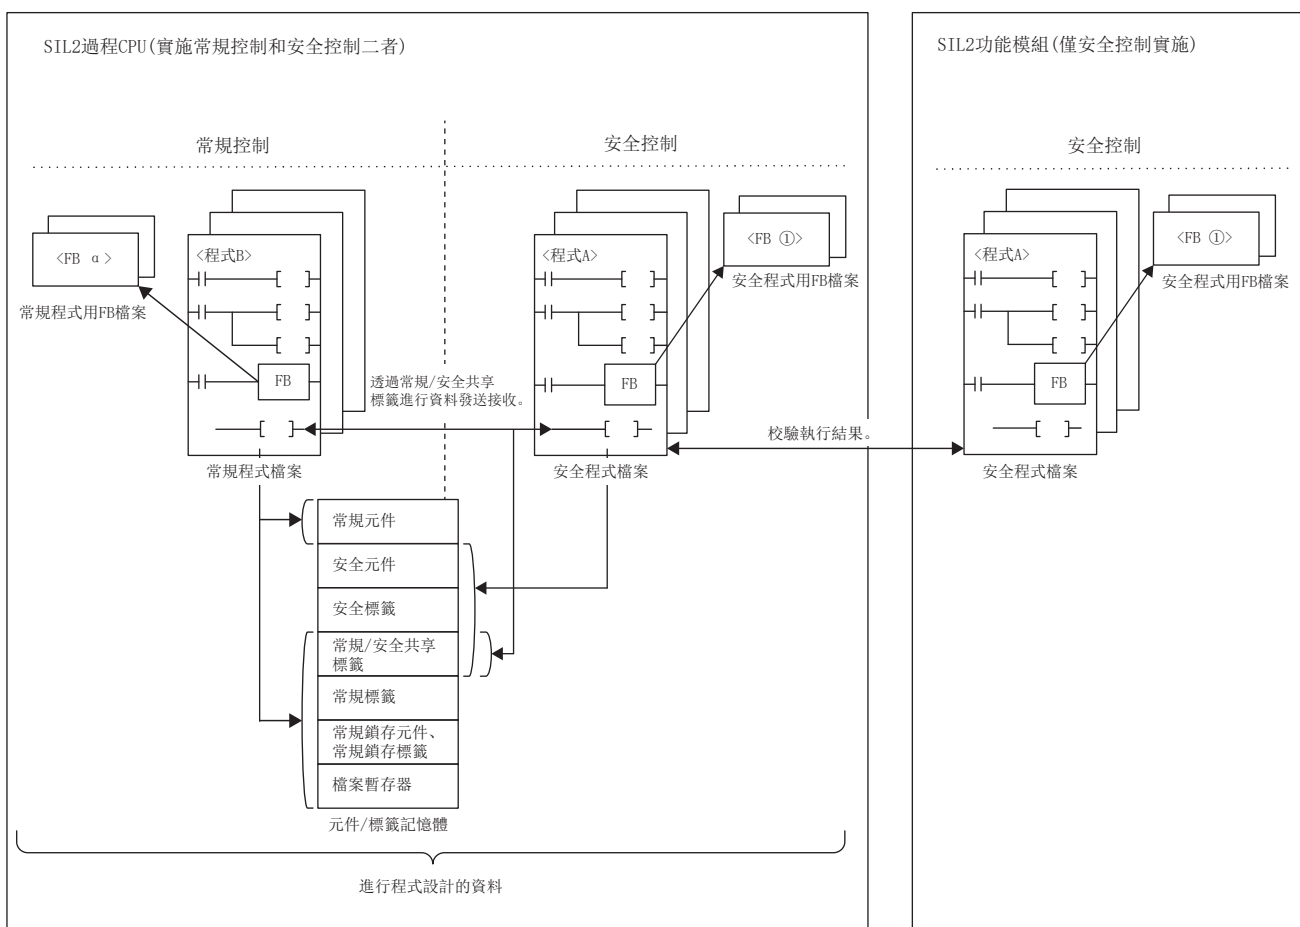 SIL2過程CPU(實施常規控制和安全控制二者)
SIL2功能模組(僅安全控制實施)
常規控制
安全控制
安全控制
<FB α>
常規程式用FB檔案
<程式B>
FB
常規程式檔案
透過常規/安全共享
標籤進行資料發送接收。
<程式A>
FB
安全程式檔案
<FB ①>
安全程式用FB檔案
校驗執行結果。
<程式A>
FB
安全程式檔案
<FB ①>
安全程式用FB檔案
常規元件
安全元件
安全標籤
常規/安全共享
標籤
常規標籤
常規鎖存元件、
常規鎖存標籤
檔案暫存器
元件/標籤記憶體
進行程式設計的資料